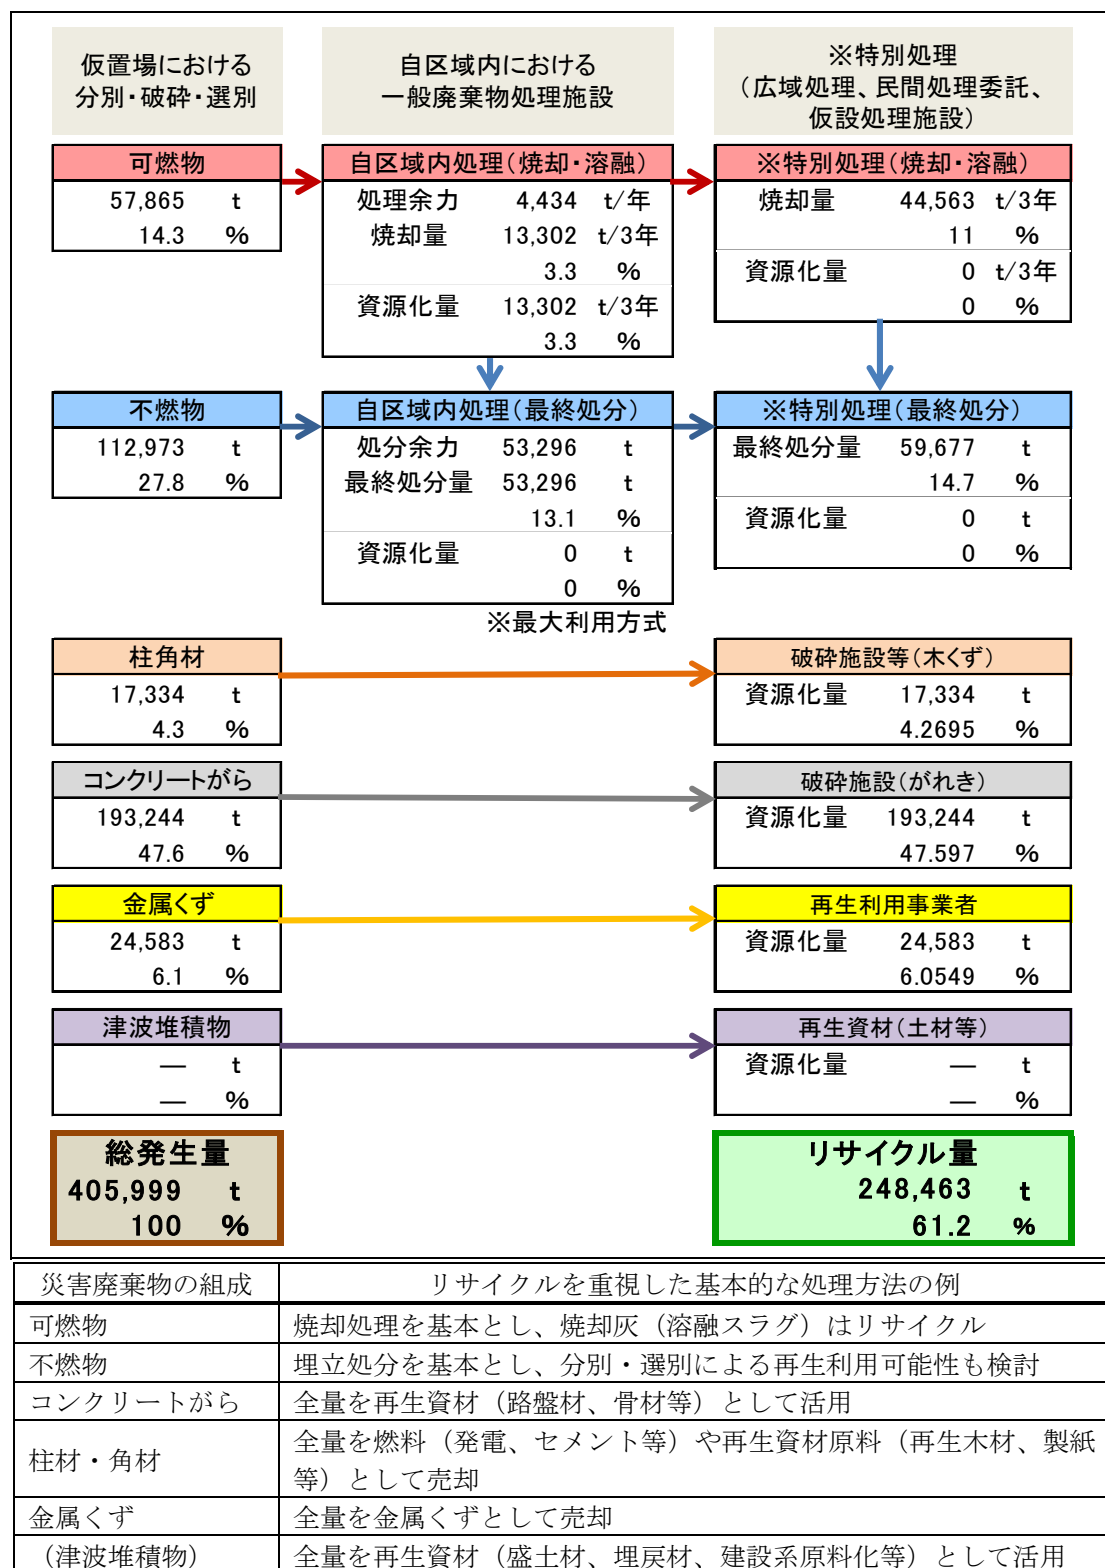 仮置場における
分別・破砕・選別
自区域内における
一般廃棄物処理施設
※特別処理
（広域処理、民間処理委託、
仮設処理施設）
可燃物
57,865 t
14.3 %
自区域内処理（焼却・溶融）
処理余力 4,434 t/年
焼却量 13,302 t/3年
3.3 %
資源化量 13,302 t/3年
3.3 %
※特別処理（焼却・溶融）
焼却量 44,563 t/3年
11 %
資源化量 0 t/3年
0 %
不燃物
112,973 t
27.8 %
自区域内処理（最終処分）
処分余力 53,296 t
最終処分量 53,296 t
13.1 %
資源化量 0 t
0 %
※最大利用方式
※特別処理（最終処分）
最終処分量 59,677 t
14.7 %
資源化量 0 t
0 %
柱角材
17,334 t
4.3 %
破砕施設等（木くず）
資源化量 17,334 t
4.2695 %
コンクリートがら
193,244 t
47.6 %
破砕施設（がれき）
資源化量 193,244 t
47.597 %
金属くず
24,583 t
6.1 %
再生利用事業者
資源化量 24,583 t
6.0549 %
津波堆積物
― t
― %
再生資材（土材等）
資源化量 ― t
― %
総発生量
405,999 t
100 %
リサイクル量
248,463 t
61.2 %
災害廃棄物の組成 リサイクルを重視した基本的な処理方法の例
可燃物 焼却処理を基本とし、焼却灰（溶融スラグ）はリサイクル
不燃物 埋立処分を基本とし、分別・選別による再生利用可能性も検討
コンクリートがら 全量を再生資材（路盤材、骨材等）として活用
柱材・角材 全量を燃料（発電、セメント等）や再生資材原料（再生木材、製紙
等）として売却
金属くず 全量を金属くずとして売却
（津波堆積物） 全量を再生資材（盛土材、埋戻材、建設系原料化等）として活用